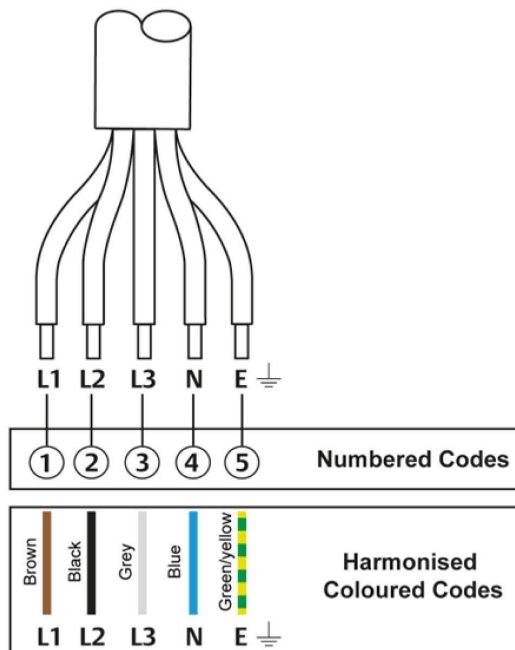 L1 L2 L3 N E
1 2 3 4 5 Numbered Codes
Brown Black Grey Blue Green/yellow
Harmonised
Coloured Codes
L1 L2 L3 N E